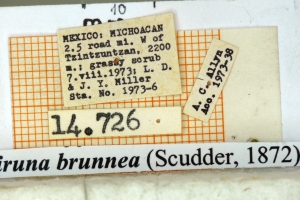 10
MEXICO: MICHOACAN
2.5 road mi. W of
Tzintzuntzan, 2200
m.; grassy scrub
7.viii.1973; L. D.
& J. Y. Miller
Sta. No. 1973-6
A. C. Allyn
Acc. 1973-38
14.726
iruna brunnea (Scudder, 1872)